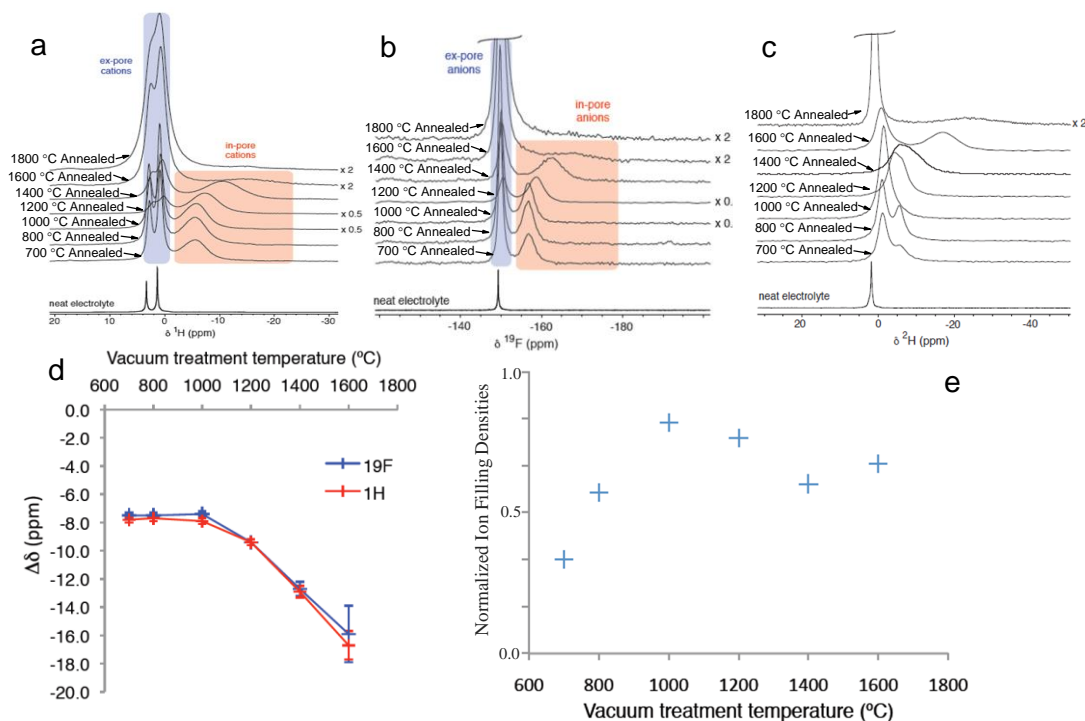 a
ex-pore
cations
in-pore
cations
1800 °C Annealed
x 2
1600 °C Annealed
x 2
1400 °C Annealed
1200 °C Annealed
x 0.5
1000 °C Annealed
x 0.5
800 °C Annealed
700 °C Annealed
neat electrolyte
20 10 0 -10 -20 -30
δ ¹H (ppm)
b
ex-pore
anions
in-pore
anions
1800 °C Annealed
x 2
1600 °C Annealed
x 2
1400 °C Annealed
1200 °C Annealed
x 0.
1000 °C Annealed
x 0.
800 °C Annealed
700 °C Annealed
neat electrolyte
-140 -160 -180
δ ¹⁹F (ppm)
c
1800 °C Annealed
x 2
1600 °C Annealed
1400 °C Annealed
1200 °C Annealed
1000 °C Annealed
800 °C Annealed
700 °C Annealed
neat electrolyte
20 0 -20 -40
δ ²H (ppm)
Vacuum treatment temperature (ºC)
d
600 800 1000 1200 1400 1600 1800
0.0
-2.0
-4.0
-6.0
-8.0
-10.0
-12.0
-14.0
-16.0
-18.0
-20.0
Δδ (ppm)
19F
1H
e
Normalized Ion Filling Densities
1.0
0.5
0.0
600 800 1000 1200 1400 1600 1800
Vacuum treatment temperature (ºC)